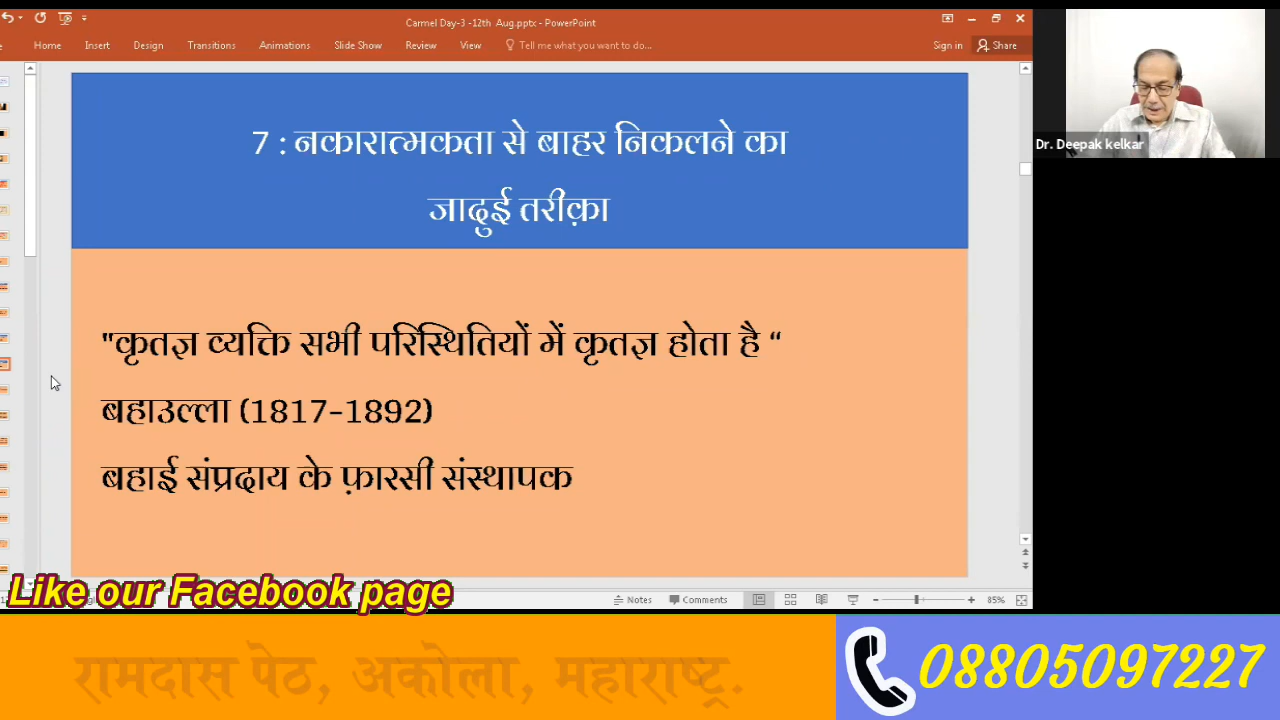 Carmel Day-3 -12th Aug.pptx - PowerPoint
Home Insert Design Transitions Animations Slide Show Review View Tell me what you want to do... Sign in Share
7 : नकारात्मकता से बाहर निकलने का
जादुई तरीक़ा
"कृतज्ञ व्यक्ति सभी परिस्थितियों में कृतज्ञ होता है “
बहाउल्ला (1817-1892)
बहाई संप्रदाय के फ़ारसी संस्थापक
Dr. Deepak kelkar
Notes Comments 85%
Like our Facebook page
रामदास पेठ, अकोला, महाराष्ट्र.
08805097227